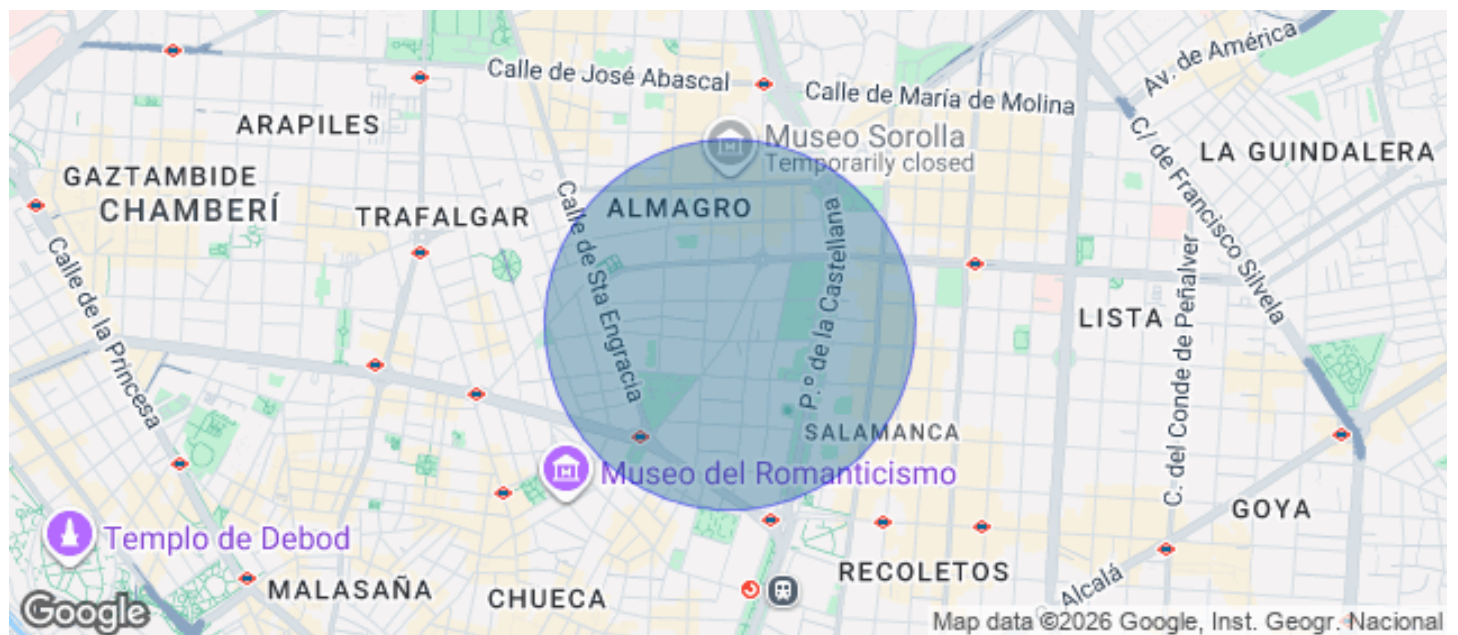 Av. de América
Calle de José Abascal
Calle de María de Molina
ARAPILES
Museo Sorolla
Temporarily closed
C/ de Francisco Silvela
LA GUINDALERA
GAZTAMBIDE
CHAMBERÍ
TRAFALGAR
ALMAGRO
Calle de Sta Engracia
P.º de la Castellana
Calle de la Princesa
LISTA
C. del Conde de Peñalver
SALAMANCA
Museo del Romanticismo
GOYA
Templo de Debod
RECOLETOS
MALASAÑA
CHUECA
Alcalá
Google
Map data ©2026 Google, Inst. Geogr. Nacional